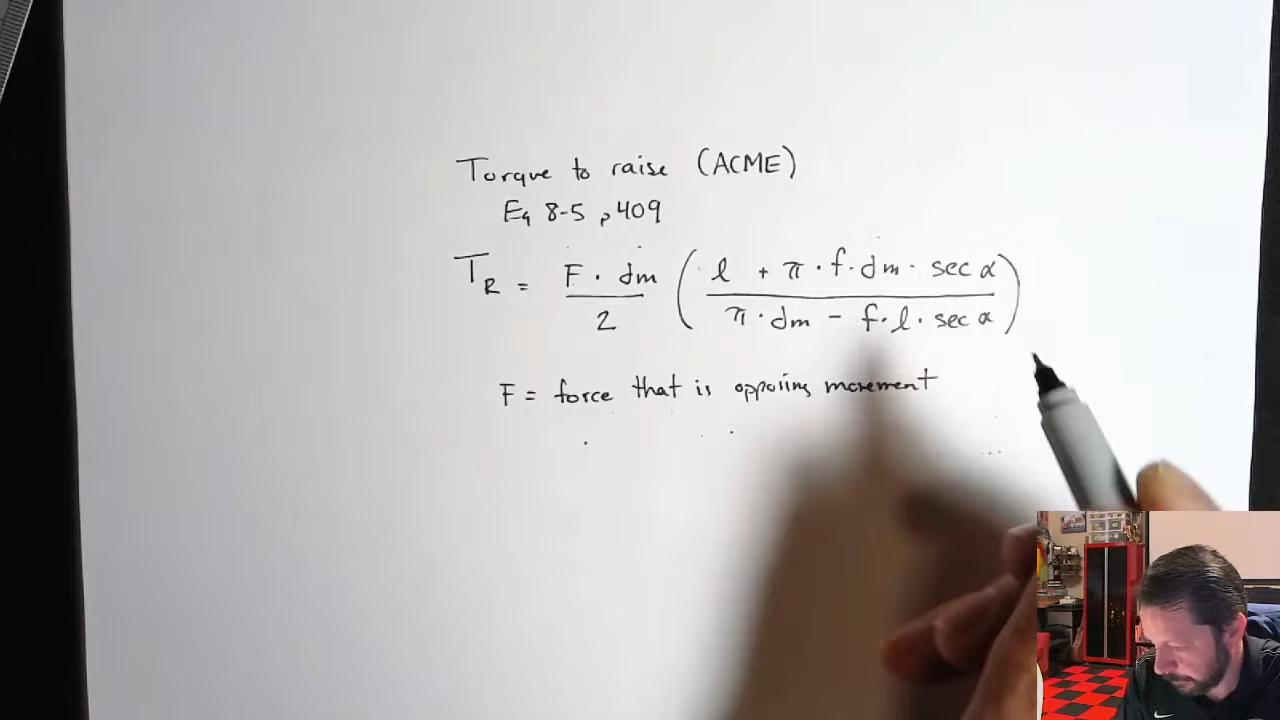 Torque to raise (ACME)
Eq 8-5 , p409
T_R = F · dm / 2 ( l + π · f · dm · sec α / π · dm - f · l · sec α )
F = force that is opposing movement